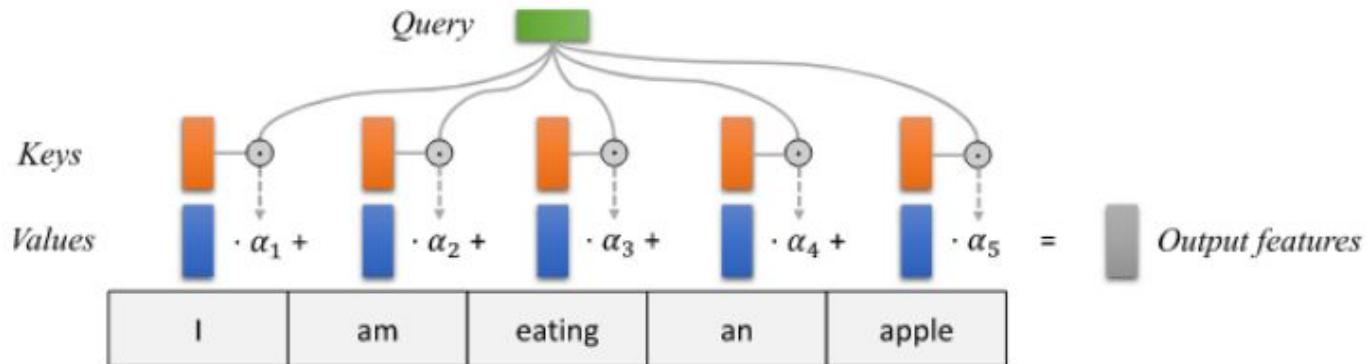 Query
Keys
Values · α₁ + · α₂ + · α₃ + · α₄ + · α₅ = Output features
I am eating an apple